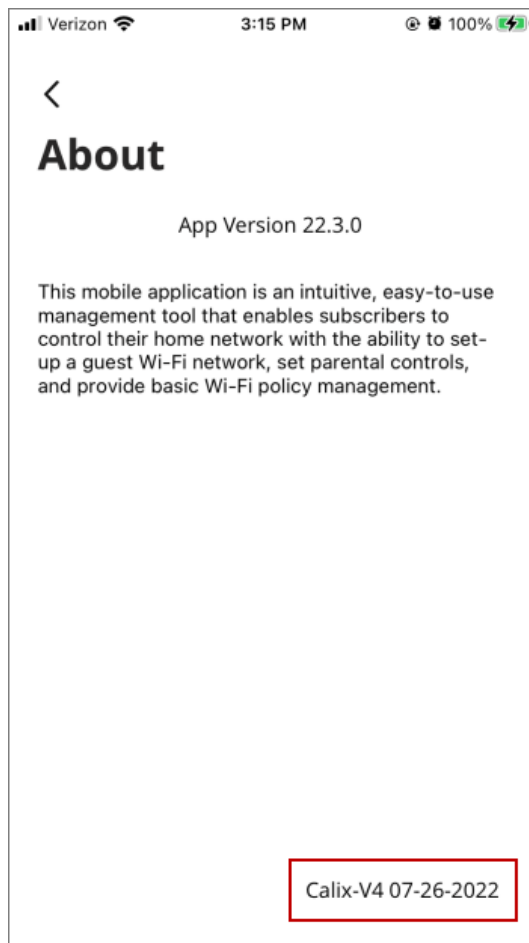 Verizon 3:15 PM 100%
About
App Version 22.3.0
This mobile application is an intuitive, easy-to-use
management tool that enables subscribers to
control their home network with the ability to set-
up a guest Wi-Fi network, set parental controls,
and provide basic Wi-Fi policy management.
Calix-V4 07-26-2022